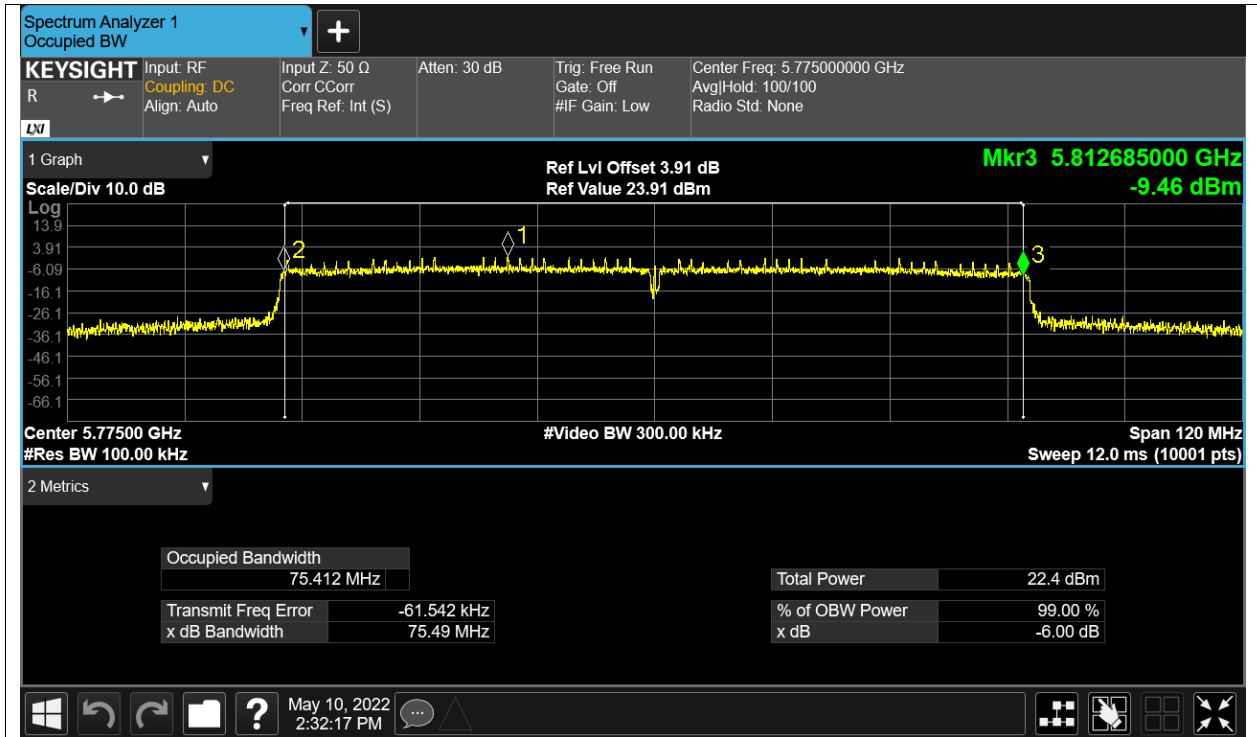 Spectrum Analyzer 1
Occupied BW
+
KEYSIGHT
R
LXI
Input: RF
Coupling: DC
Align: Auto
Input Z: 50 Ω
Corr CCorr
Freq Ref: Int (S)
Atten: 30 dB
Trig: Free Run
Gate: Off
#IF Gain: Low
Center Freq: 5.775000000 GHz
Avg|Hold: 100/100
Radio Std: None
1 Graph
Scale/Div 10.0 dB
Ref Lvl Offset 3.91 dB
Ref Value 23.91 dBm
Mkr3 5.812685000 GHz
-9.46 dBm
Log
13.9
3.91
-6.09
-16.1
-26.1
-36.1
-46.1
-56.1
-66.1
2
1
3
Center 5.77500 GHz
#Res BW 100.00 kHz
#Video BW 300.00 kHz
Span 120 MHz
Sweep 12.0 ms (10001 pts)
2 Metrics
Occupied Bandwidth
75.412 MHz
Transmit Freq Error -61.542 kHz
x dB Bandwidth 75.49 MHz
Total Power 22.4 dBm
% of OBW Power 99.00 %
x dB -6.00 dB
?
May 10, 2022
2:32:17 PM